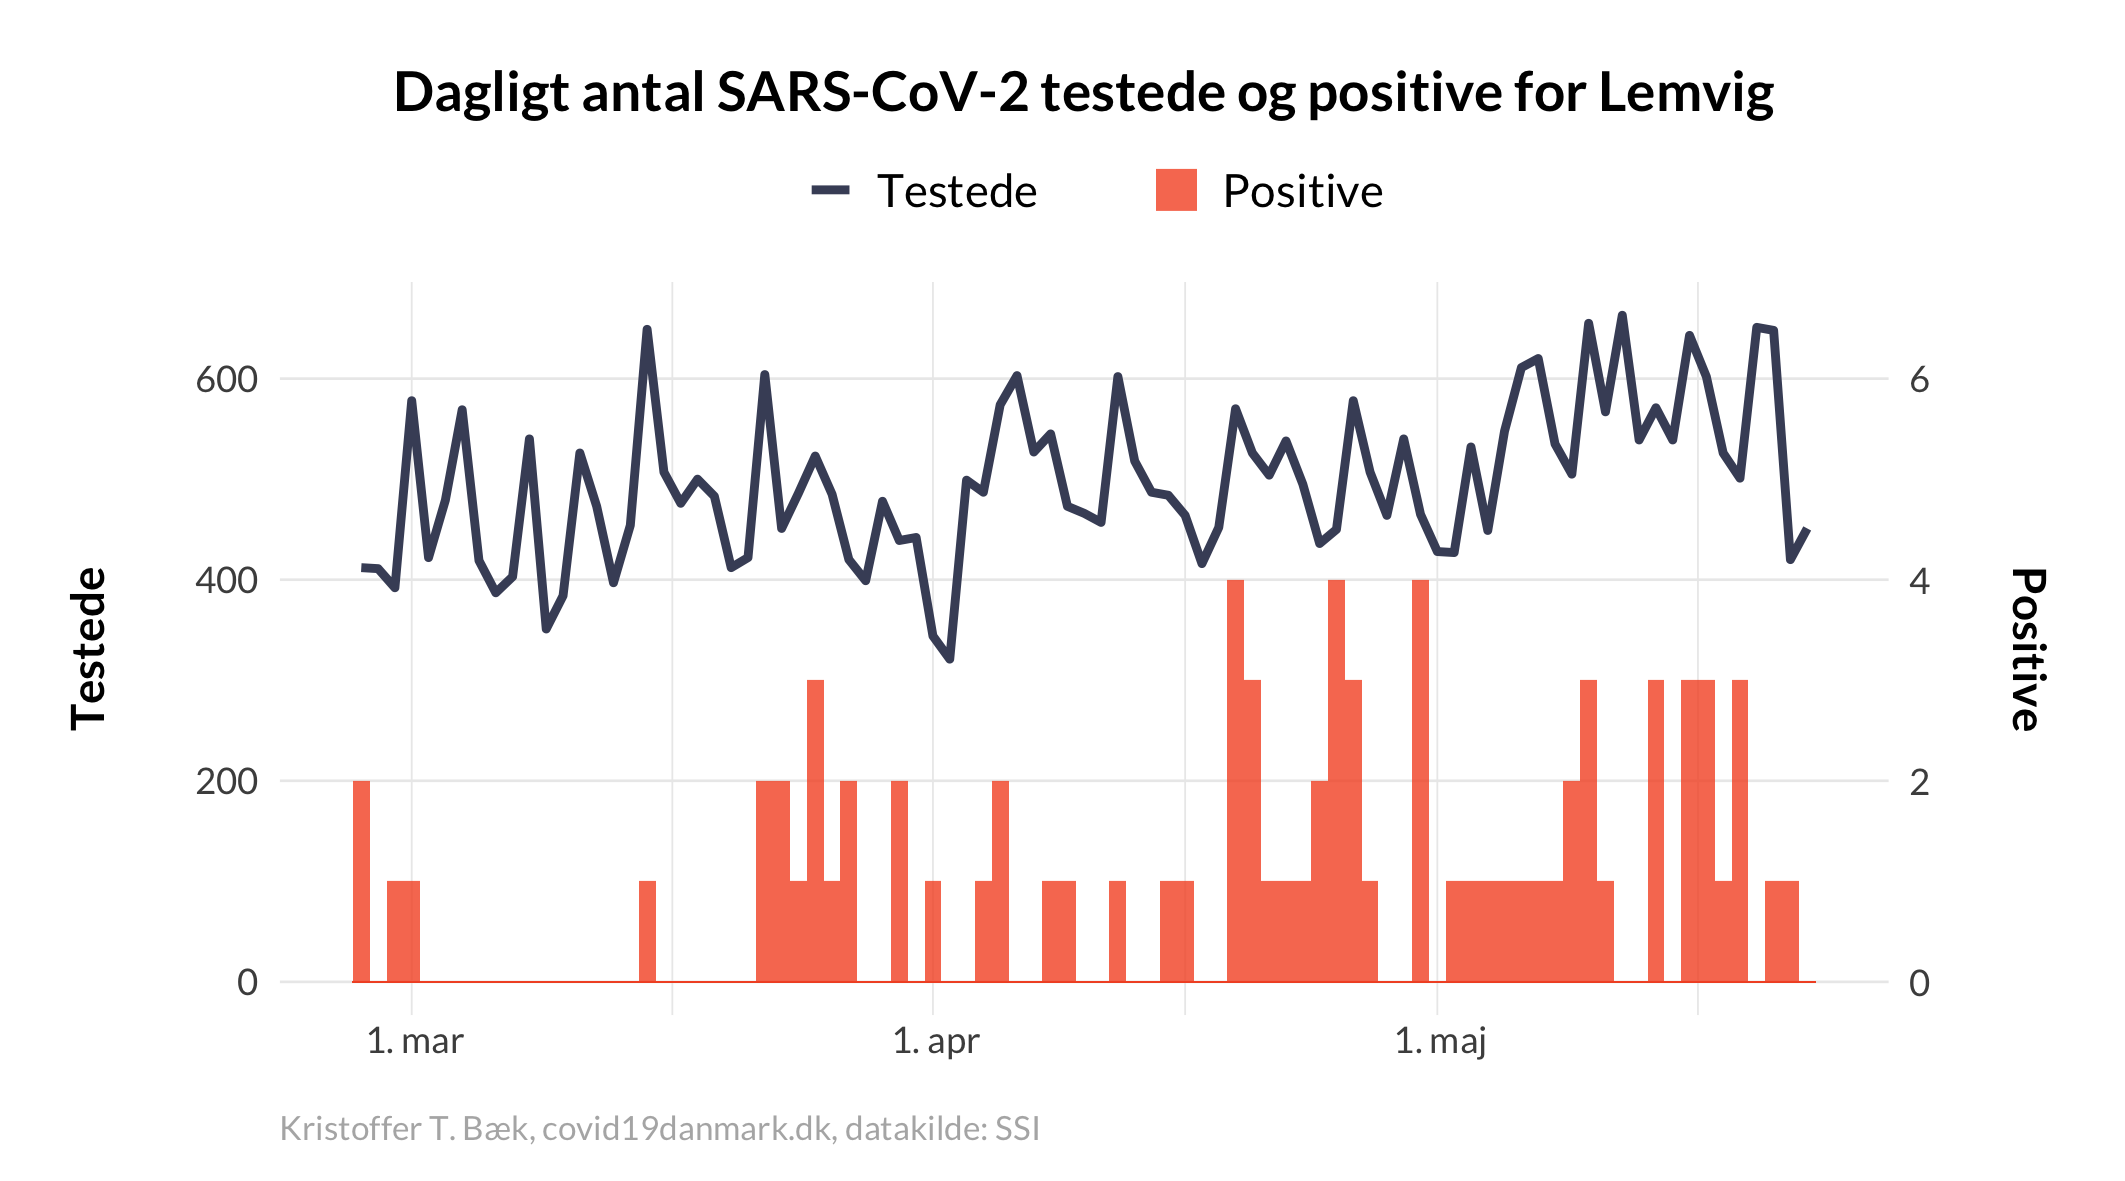 Dagligt antal SARS-CoV-2 testede og positive for Lemvig
Testede Positive
Testede
Positive
600 6
400 4
200 2
0 0
1. mar 1. apr 1. maj
Kristoffer T. Bæk, covid19danmark.dk, datakilde: SSI